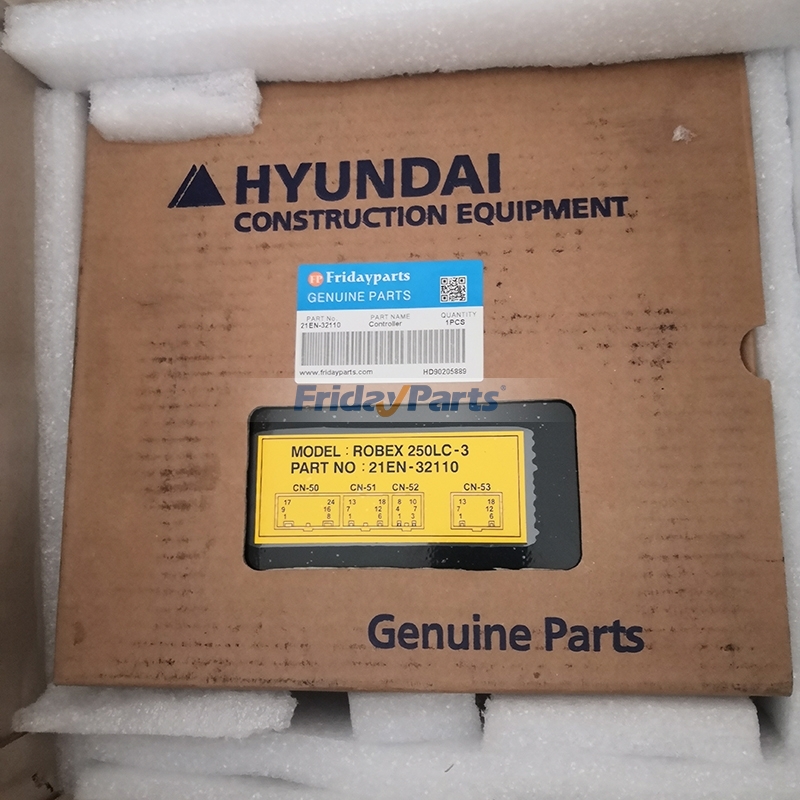 HYUNDAI
CONSTRUCTION EQUIPMENT
FP Fridayparts
GENUINE PARTS
PART No. PART NAME QUANTITY
21EN-32110 Controller 1PCS
www.fridayparts.com HD90205889
FridayParts®
MODEL : ROBEX 250LC-3
PART NO : 21EN-32110
CN-50 CN-51 CN-52 CN-53
17 24 13 18 8 10 13 18
9 16 7 12 4 7 7 12
1 8 1 6 1 3 1 6
Genuine Parts